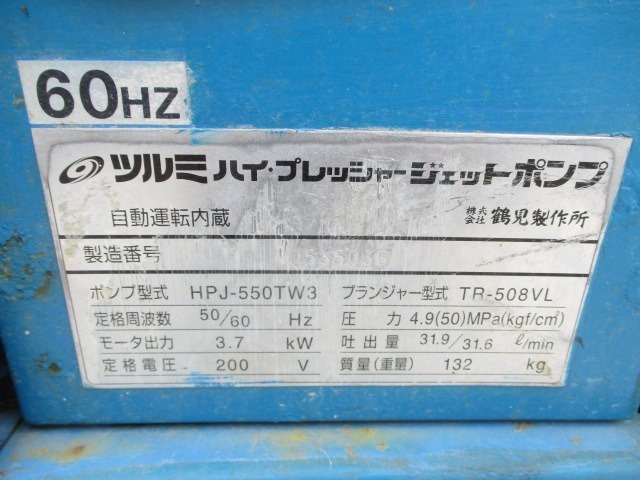 60HZ
ツルミ ハイ・プレッシャージェットポンプ
自動運転内蔵 株式会社 鶴見製作所
製造番号
ポンプ型式 HPJ-550TW3 プランジャー型式 TR-508VL
定格周波数 50/60 Hz 圧力 4.9(50)MPa(kgf/cm²)
モータ出力 3.7 kW 吐出量 31.9/31.6 ℓ/min
定格電圧 200 V 質量(重量) 132 kg